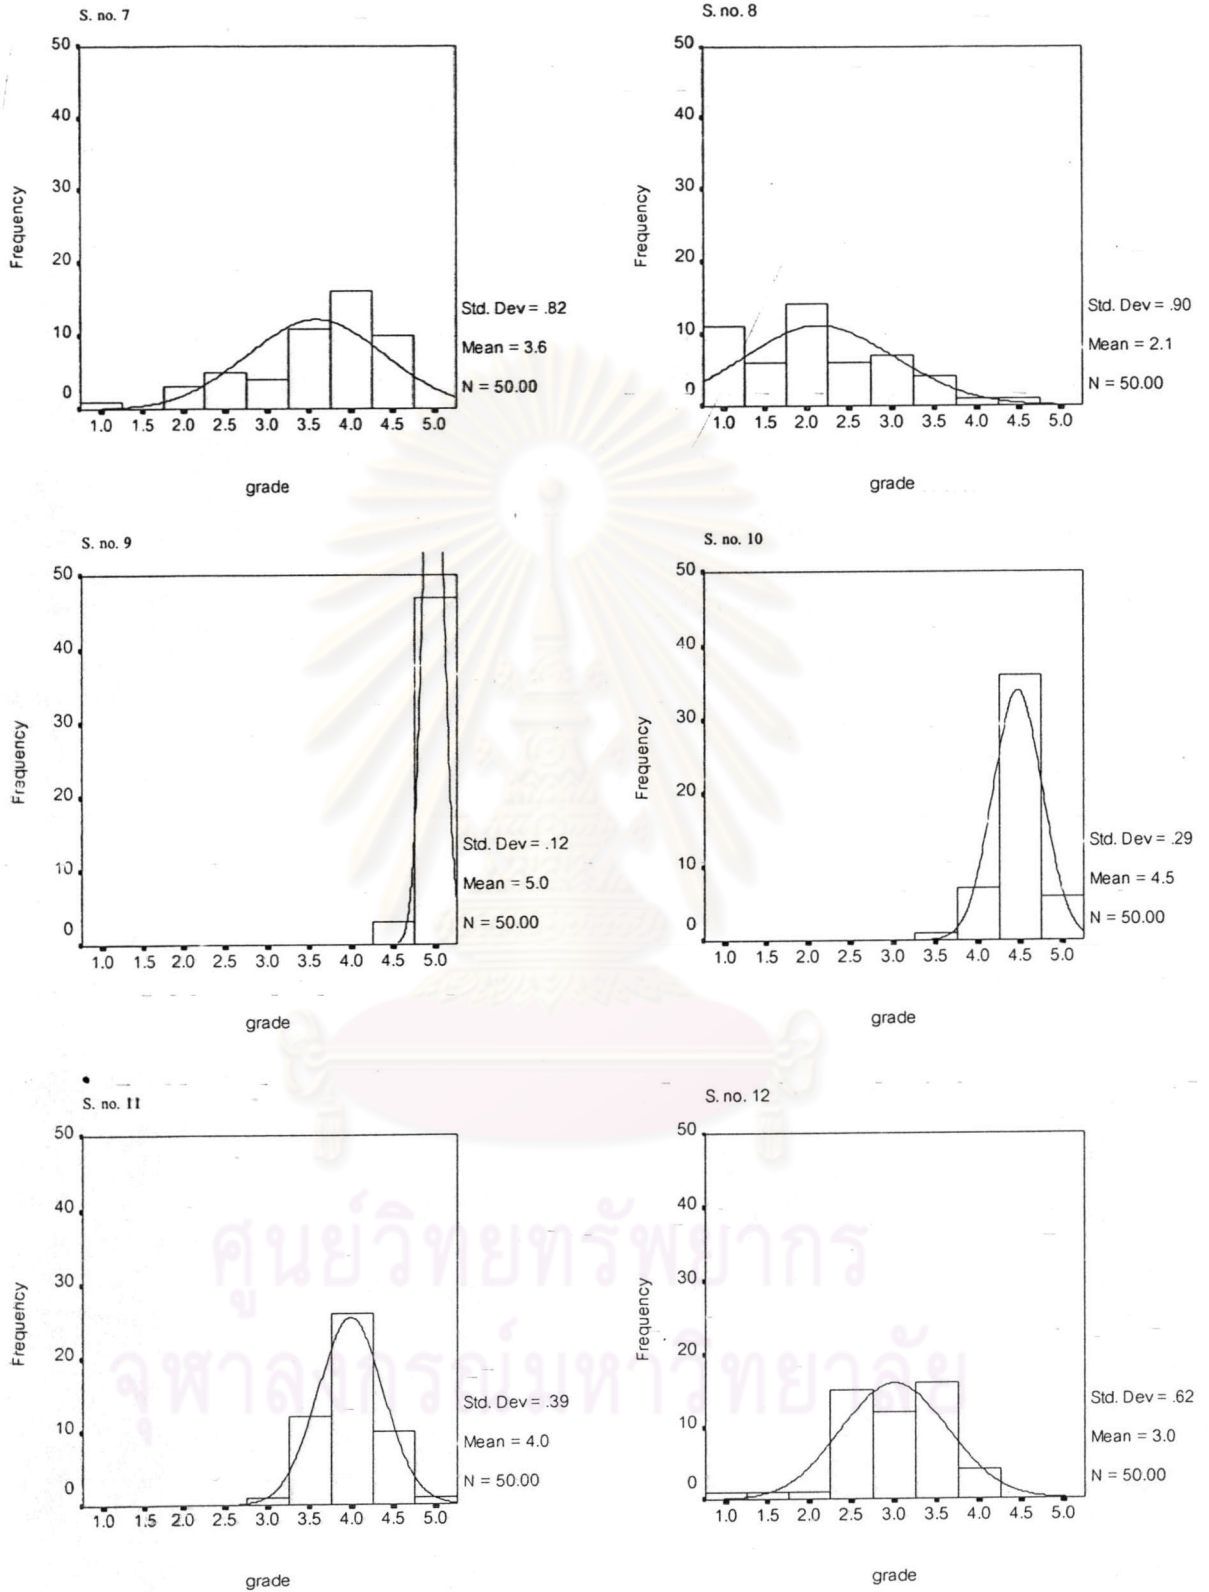 S. no. 7
50
40
30
20
10
0
Frequency
1.0 1.5 2.0 2.5 3.0 3.5 4.0 4.5 5.0
grade
Std. Dev = .82
Mean = 3.6
N = 50.00
S. no. 8
50
40
30
20
10
0
Frequency
1.0 1.5 2.0 2.5 3.0 3.5 4.0 4.5 5.0
grade
Std. Dev = .90
Mean = 2.1
N = 50.00
S. no. 9
50
40
30
20
10
0
Frequency
1.0 1.5 2.0 2.5 3.0 3.5 4.0 4.5 5.0
grade
Std. Dev = .12
Mean = 5.0
N = 50.00
S. no. 10
50
40
30
20
10
0
Frequency
1.0 1.5 2.0 2.5 3.0 3.5 4.0 4.5 5.0
grade
Std. Dev = .29
Mean = 4.5
N = 50.00
S. no. 11
50
40
30
20
10
0
Frequency
1.0 1.5 2.0 2.5 3.0 3.5 4.0 4.5 5.0
grade
Std. Dev = .39
Mean = 4.0
N = 50.00
S. no. 12
50
40
30
20
10
0
Frequency
1.0 1.5 2.0 2.5 3.0 3.5 4.0 4.5 5.0
grade
Std. Dev = .62
Mean = 3.0
N = 50.00
ศูนย์วิทยทรัพยากร
จุฬาลงกรณ์มหาวิทยาลัย